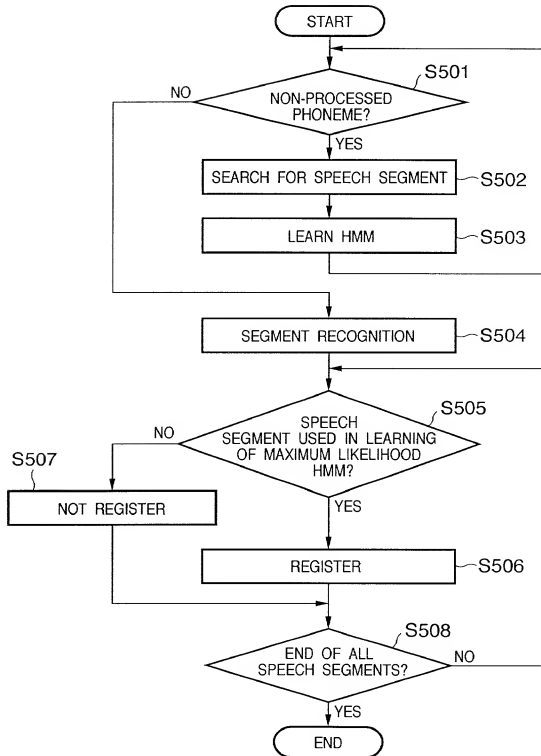 START
S501
NO
NON-PROCESSED
PHONEME?
YES
SEARCH FOR SPEECH SEGMENT
S502
LEARN HMM
S503
SEGMENT RECOGNITION
S504
S505
SPEECH
SEGMENT USED IN LEARNING
OF MAXIMUM LIKELIHOOD
HMM?
NO
S507
NOT REGISTER
YES
REGISTER
S506
S508
END OF ALL
SPEECH SEGMENTS?
NO
YES
END